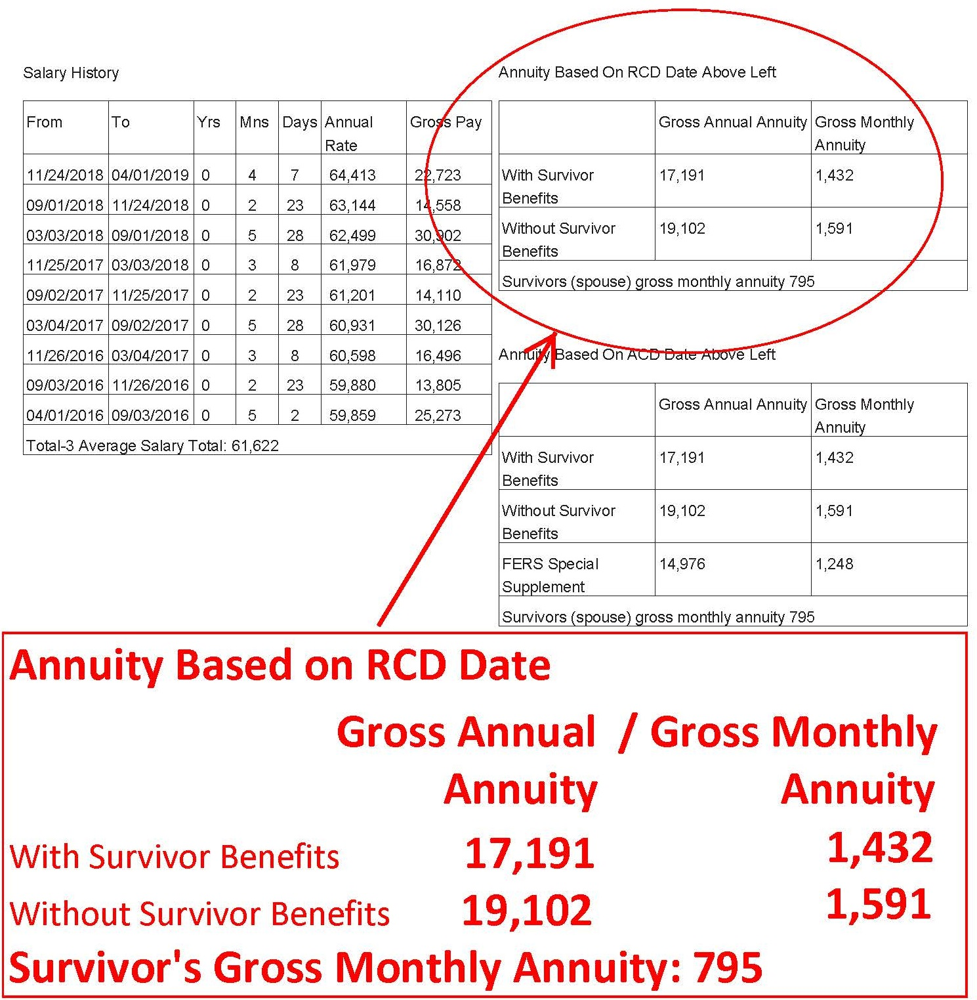 Salary History
From To Yrs Mns Days Annual Rate Gross Pay
11/24/2018 04/01/2019 0 4 7 64,413 22,723
09/01/2018 11/24/2018 0 2 23 63,144 14,558
03/03/2018 09/01/2018 0 5 28 62,499 30,902
11/25/2017 03/03/2018 0 3 8 61,979 16,872
09/02/2017 11/25/2017 0 2 23 61,201 14,110
03/04/2017 09/02/2017 0 5 28 60,931 30,126
11/26/2016 03/04/2017 0 3 8 60,598 16,496
09/03/2016 11/26/2016 0 2 23 59,880 13,805
04/01/2016 09/03/2016 0 5 2 59,859 25,273
Total-3 Average Salary Total: 61,622
Annuity Based On RCD Date Above Left
Gross Annual Annuity Gross Monthly
Annuity
With Survivor 17,191 1,432
Benefits
Without Survivor 19,102 1,591
Benefits
Survivors (spouse) gross monthly annuity 795
Annuity Based On ACD Date Above Left
Gross Annual Annuity Gross Monthly
Annuity
With Survivor 17,191 1,432
Benefits
Without Survivor 19,102 1,591
Benefits
FERS Special 14,976 1,248
Supplement
Survivors (spouse) gross monthly annuity 795
Annuity Based on RCD Date
Gross Annual / Gross Monthly
Annuity Annuity
With Survivor Benefits 17,191 1,432
Without Survivor Benefits 19,102 1,591
Survivor's Gross Monthly Annuity: 795